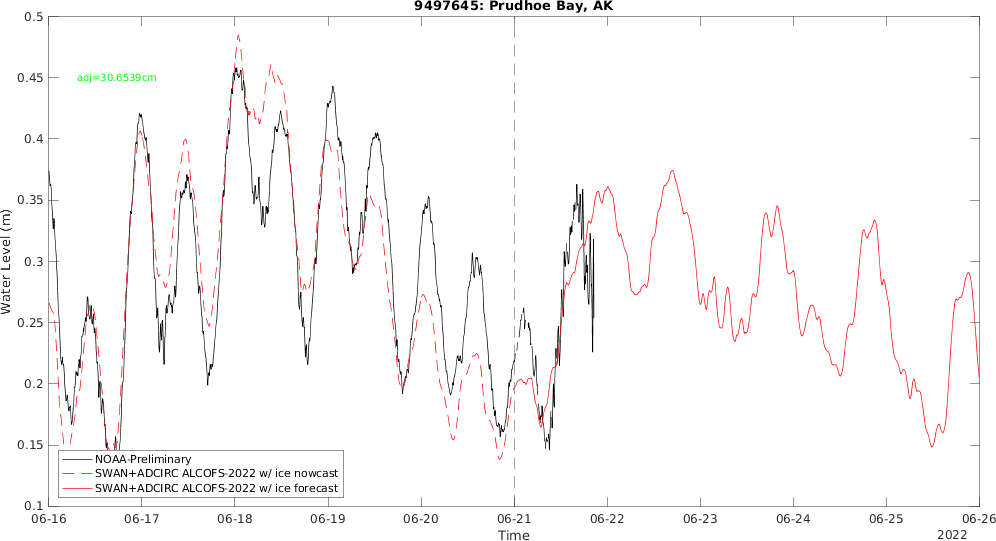 9497645: Prudhoe Bay, AK
0.5
0.45
0.4
0.35
0.3
0.25
0.2
0.15
0.1
Water Level (m)
adj=30.6539cm
NOAA-Preliminary
SWAN+ADCIRC ALCOFS-2022 w/ ice nowcast
SWAN+ADCIRC ALCOFS-2022 w/ ice forecast
06-16 06-17 06-18 06-19 06-20 06-21 06-22 06-23 06-24 06-25 06-26
Time
2022